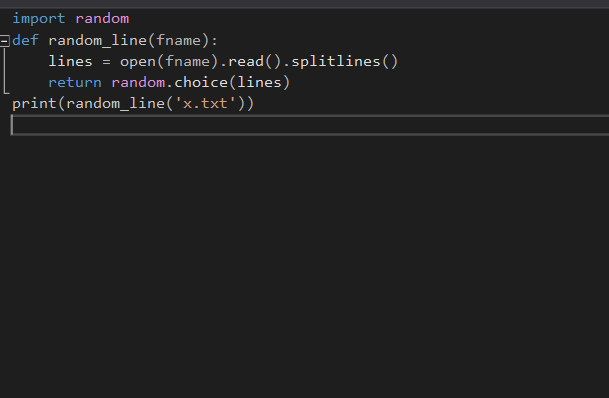 import random
def random_line(fname):
    lines = open(fname).read().splitlines()
    return random.choice(lines)
print(random_line('x.txt'))